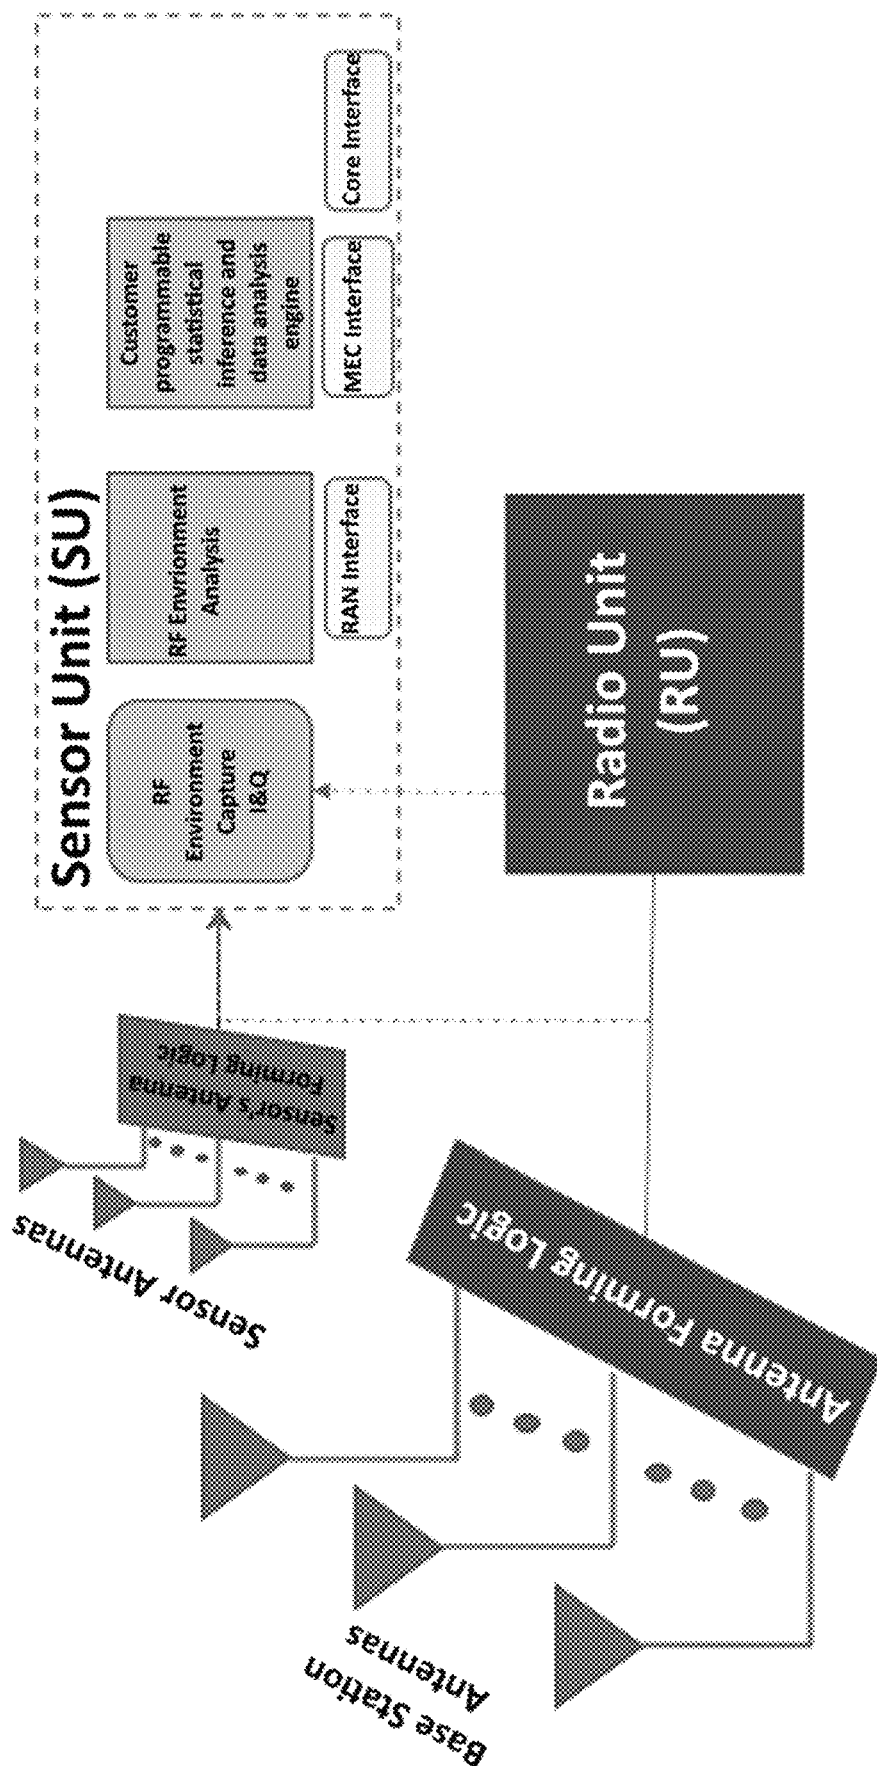 Sensor Unit (SU)
RF
Environment
Capture
I&Q
RF Envrionment
Analysis
Customer
programmable
statistical
inference and
data analysis
engine
RAN Interface
MEC Interface
Core Interface
Sensor Antennas
Sensor's Antenna
Forming Logic
Radio Unit
(RU)
Base Station
Antennas
Antenna Forming Logic